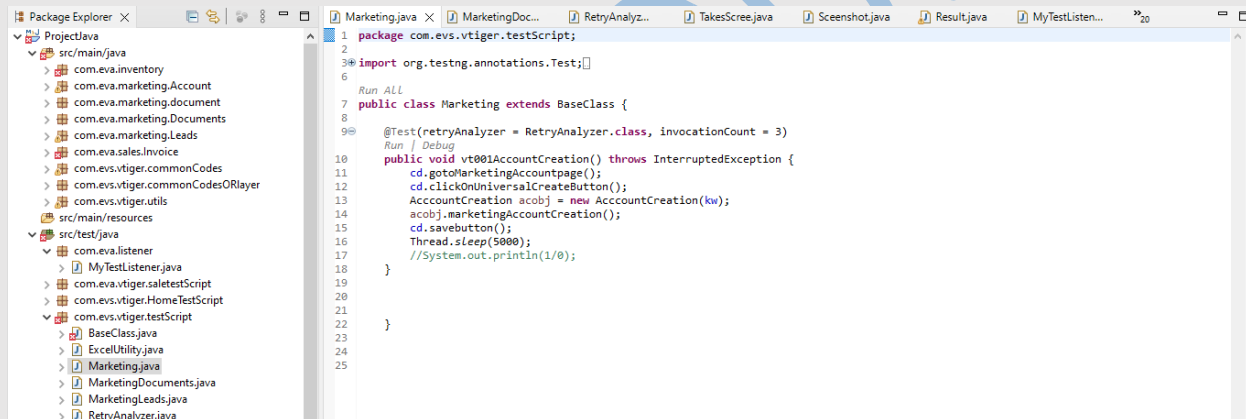 Package Explorer
ProjectJava
src/main/java
com.eva.inventory
com.eva.marketing.Account
com.eva.marketing.document
com.eva.marketing.Documents
com.eva.marketing.Leads
com.eva.sales.Invoice
com.evs.vtiger.commonCodes
com.evs.vtiger.commonCodesORlayer
com.evs.vtiger.utils
src/main/resources
src/test/java
com.eva.listener
MyTestListener.java
com.evs.vtiger.saletestScript
com.evs.vtiger.HomeTestScript
com.evs.vtiger.testScript
BaseClass.java
ExcelUtility.java
Marketing.java
MarketingDocuments.java
MarketingLeads.java
RetryAnalyzer.java
Marketing.java MarketingDoc... RetryAnalyz... TakesScree.java Sceenshot.java Result.java MyTestListen... »20
1 package com.evs.vtiger.testScript;
2
3 import org.testng.annotations.Test;
6
Run All
7 public class Marketing extends BaseClass {
8
9 @Test(retryAnalyzer = RetryAnalyzer.class, invocationCount = 3)
Run | Debug
10 public void vt001AccountCreation() throws InterruptedException {
11 cd.gotoMarketingAccountpage();
12 cd.clickOnUniversalCreateButton();
13 AcccountCreation acobj = new AcccountCreation(kw);
14 acobj.marketingAccountCreation();
15 cd.savebutton();
16 Thread.sleep(5000);
17 //System.out.println(1/0);
18 }
19
20
21
22 }
23
24
25